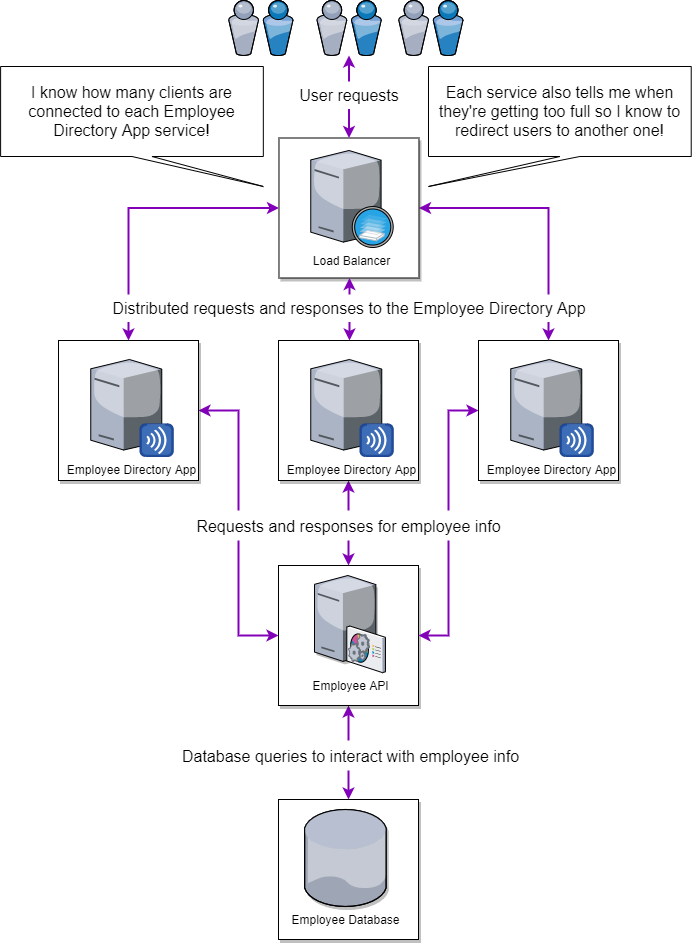 I know how many clients are
connected to each Employee
Directory App service!
User requests
Each service also tells me when
they're getting too full so I know to
redirect users to another one!
Load Balancer
Distributed requests and responses to the Employee Directory App
Employee Directory App
Employee Directory App
Employee Directory App
Requests and responses for employee info
Employee API
Database queries to interact with employee info
Employee Database